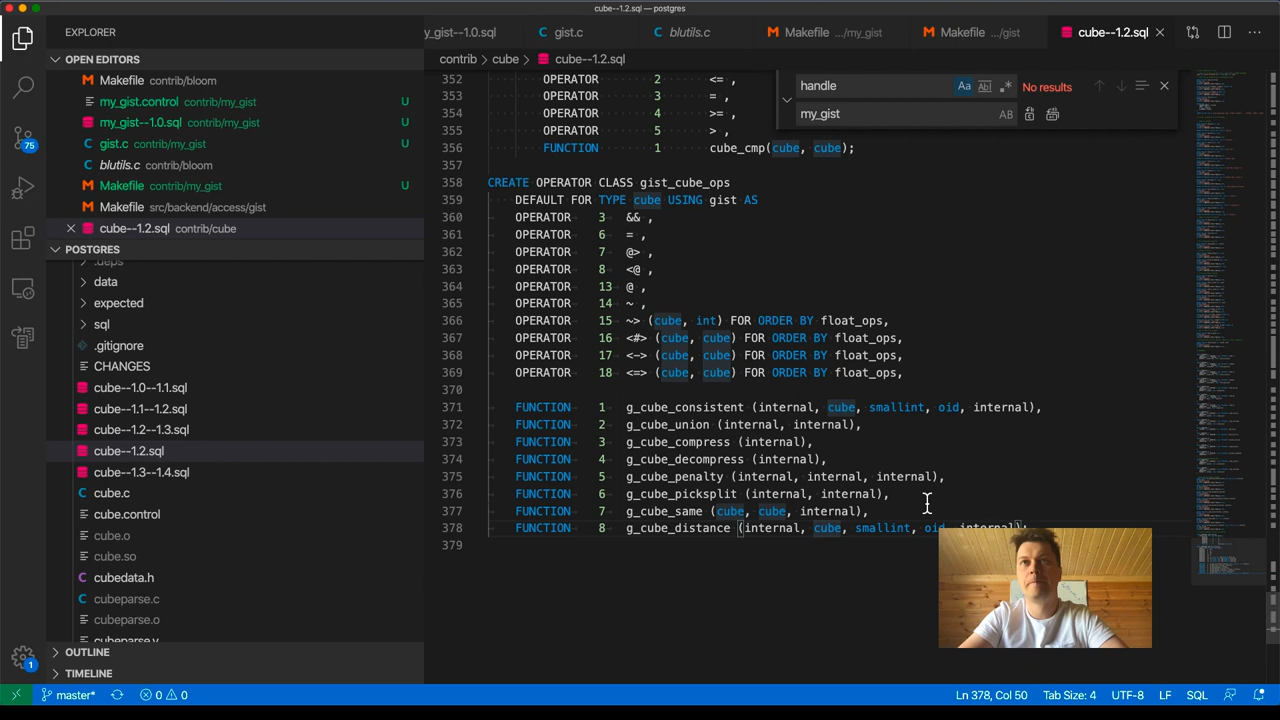 cube--1.2.sql — postgres
EXPLORER
y_gist--1.0.sql
gist.c
blutils.c
Makefile .../my_gist
Makefile .../gist
cube--1.2.sql
OPEN EDITORS
contrib > cube > cube--1.2.sql
Makefile contrib/bloom
my_gist.control contrib/my_gist U
my_gist--1.0.sql contrib/my_gist U
gist.c contrib/my_gist U
blutils.c contrib/bloom
Makefile contrib/my_gist U
Makefile src/backend/access/gist
cube--1.2.sql contrib/cube
POSTGRES
.deps
data
expected
sql
.gitignore
CHANGES
cube--1.0--1.1.sql
cube--1.1--1.2.sql
cube--1.2--1.3.sql
cube--1.2.sql
cube--1.3--1.4.sql
cube.c
cube.control
cube.o
cube.so
cubedata.h
cubeparse.c
cubeparse.o
cubeparse.y
OUTLINE
TIMELINE
handle
Aa Abl .* No results
my_gist AB
352 OPERATOR 2 <= ,
353 OPERATOR 3 = ,
354 OPERATOR 4 >= ,
355 OPERATOR 5 > ,
356 FUNCTION 1 cube_cmp(cube, cube);
357
358 CREATE OPERATOR CLASS gist_cube_ops
359 DEFAULT FOR TYPE cube USING gist AS
360 OPERATOR 3 && ,
361 OPERATOR 6 = ,
362 OPERATOR 7 @> ,
363 OPERATOR 8 <@ ,
364 OPERATOR 13 @ ,
365 OPERATOR 14 ~ ,
366 OPERATOR 15 ~> (cube, int) FOR ORDER BY float_ops,
367 OPERATOR 16 <#> (cube, cube) FOR ORDER BY float_ops,
368 OPERATOR 17 <-> (cube, cube) FOR ORDER BY float_ops,
369 OPERATOR 18 <=> (cube, cube) FOR ORDER BY float_ops,
370
371 FUNCTION 1 g_cube_consistent (internal, cube, smallint, oid, internal),
372 FUNCTION 2 g_cube_union (internal, internal),
373 FUNCTION 3 g_cube_compress (internal),
374 FUNCTION 4 g_cube_decompress (internal),
375 FUNCTION 5 g_cube_penalty (internal, internal, internal),
376 FUNCTION 6 g_cube_picksplit (internal, internal),
377 FUNCTION 7 g_cube_same (cube, cube, internal),
378 FUNCTION 8 g_cube_distance (internal, cube, smallint, oid, internal);
379
75
1
master*
0 0
Ln 378, Col 50
Tab Size: 4
UTF-8
LF
SQL